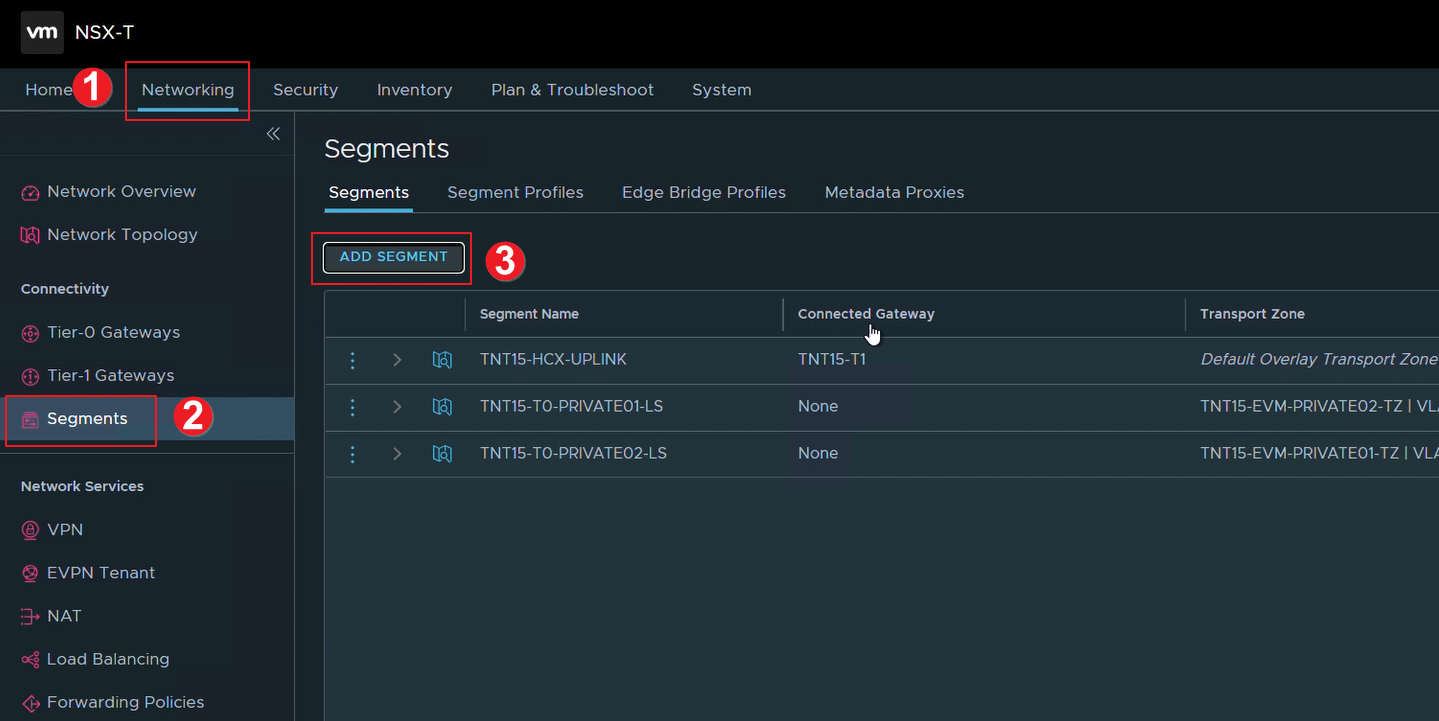 vm NSX-T
Home 1 Networking Security Inventory Plan & Troubleshoot System
Network Overview
Network Topology
Connectivity
Tier-0 Gateways
Tier-1 Gateways
Segments 2
Network Services
VPN
EVPN Tenant
NAT
Load Balancing
Forwarding Policies
Segments
Segments Segment Profiles Edge Bridge Profiles Metadata Proxies
ADD SEGMENT 3
Segment Name Connected Gateway Transport Zone
TNT15-HCX-UPLINK TNT15-T1 Default Overlay Transport Zone
TNT15-T0-PRIVATE01-LS None TNT15-EVM-PRIVATE02-TZ | VLA
TNT15-T0-PRIVATE02-LS None TNT15-EVM-PRIVATE01-TZ | VLA